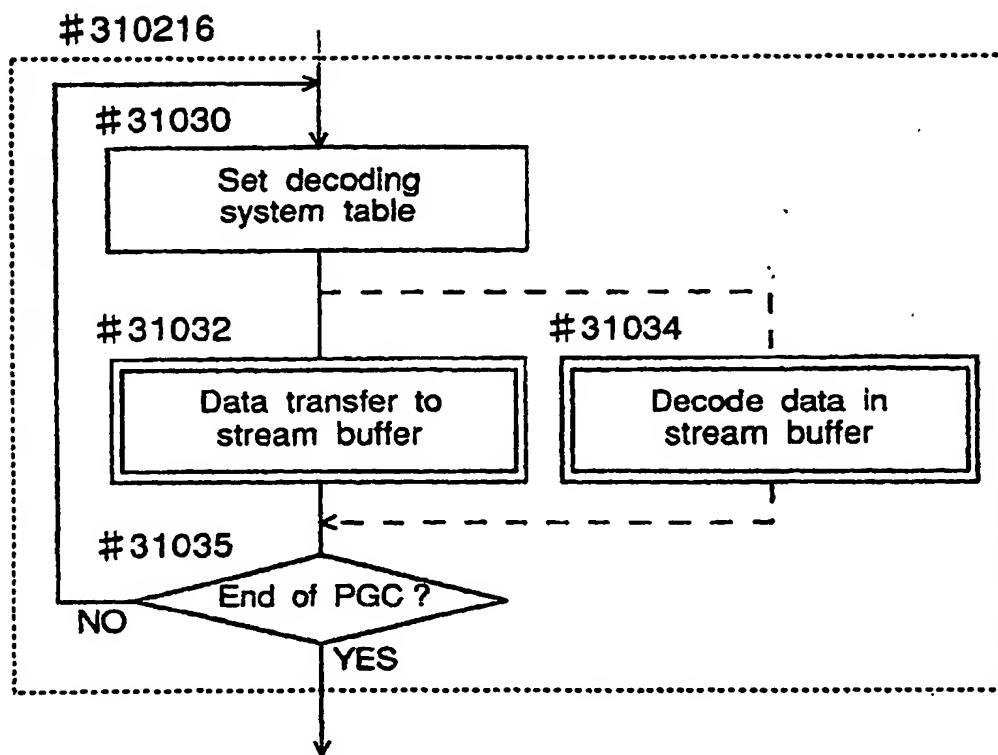 #310216
#31030
Set decoding
system table
#31032
#31034
Data transfer to
stream buffer
Decode data in
stream buffer
#31035
End of PGC?
NO
YES